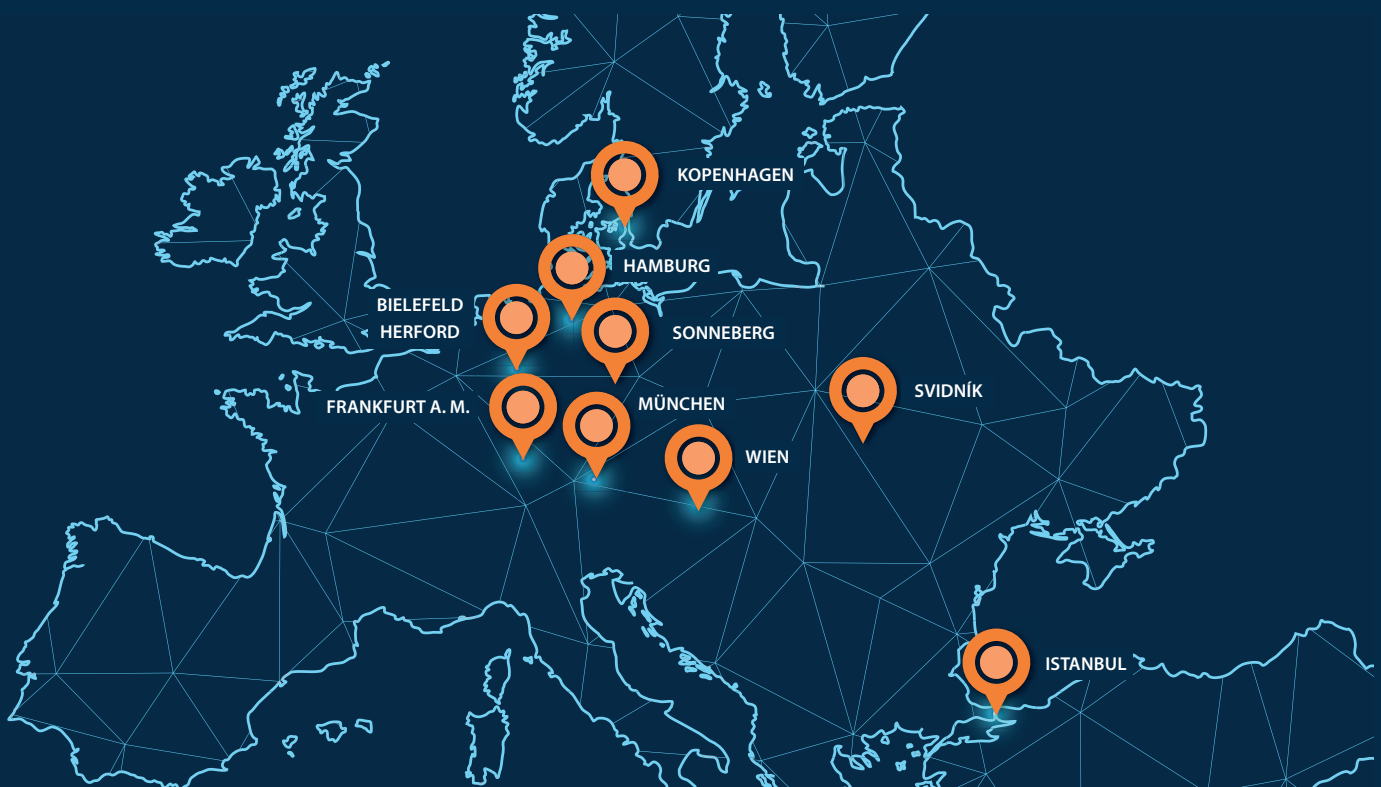 KOPENHAGEN
HAMBURG
BIELEFELD
HERFORD
SONNEBERG
SVIDNÍK
FRANKFURT A. M.
MÜNCHEN
WIEN
ISTANBUL